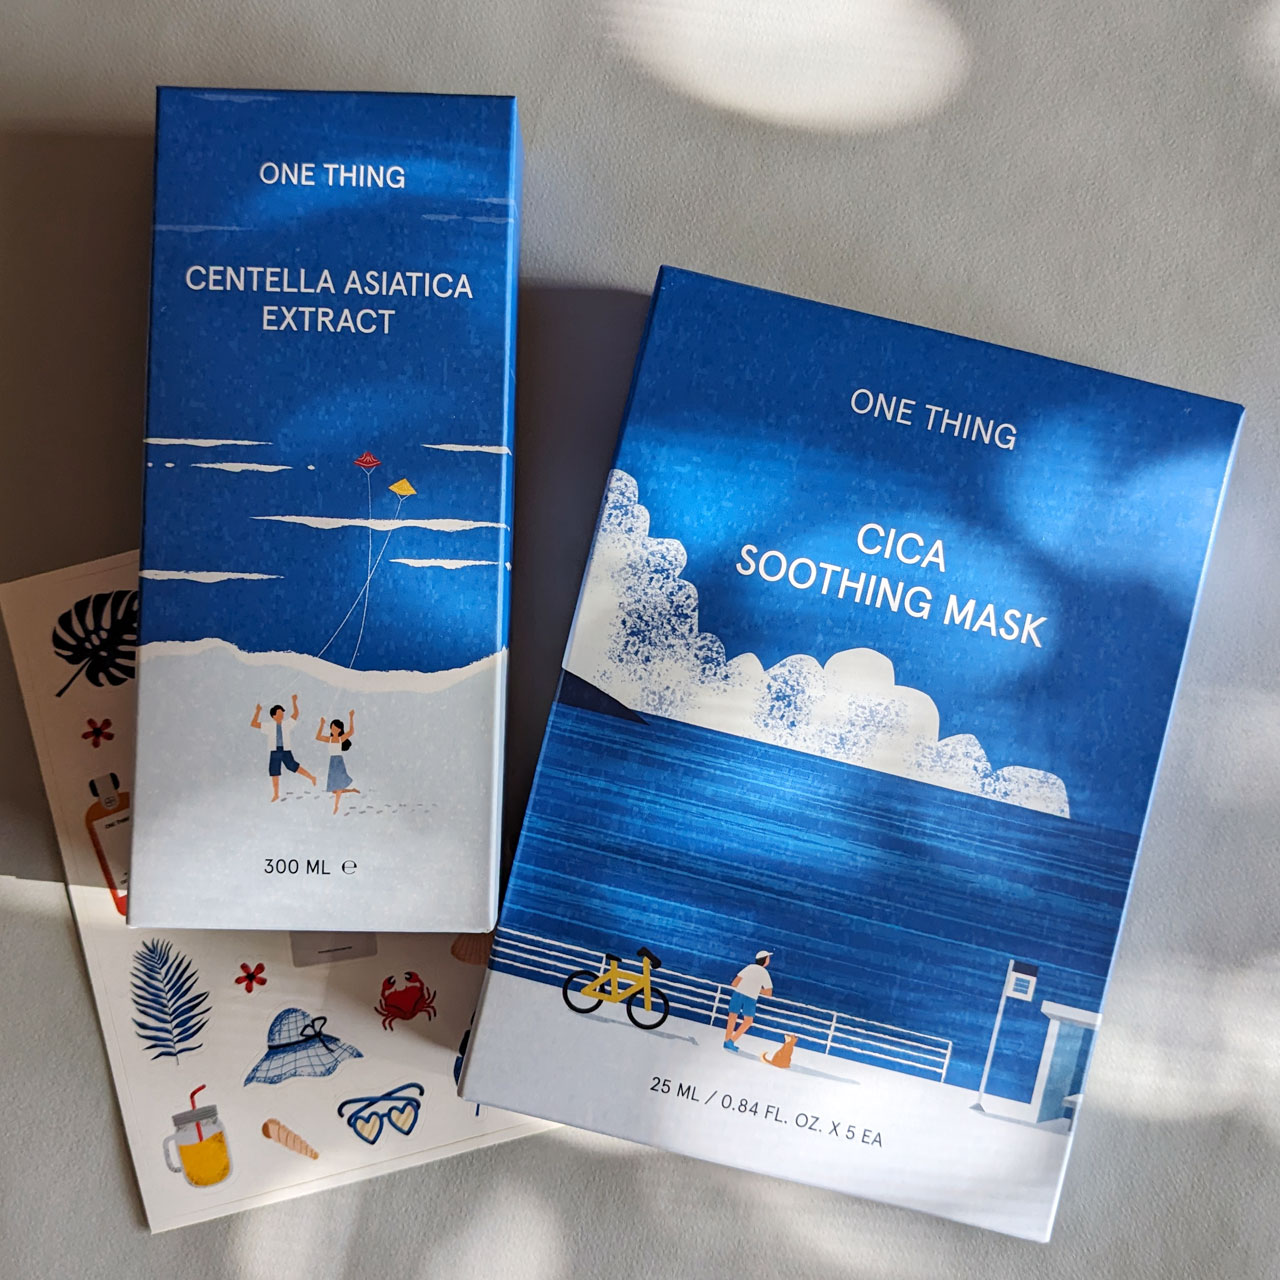 ONE THING
CENTELLA ASIATICA
EXTRACT
300 ML ℮
ONE THING
CICA
SOOTHING MASK
25 ML / 0.84 FL. OZ. X 5 EA